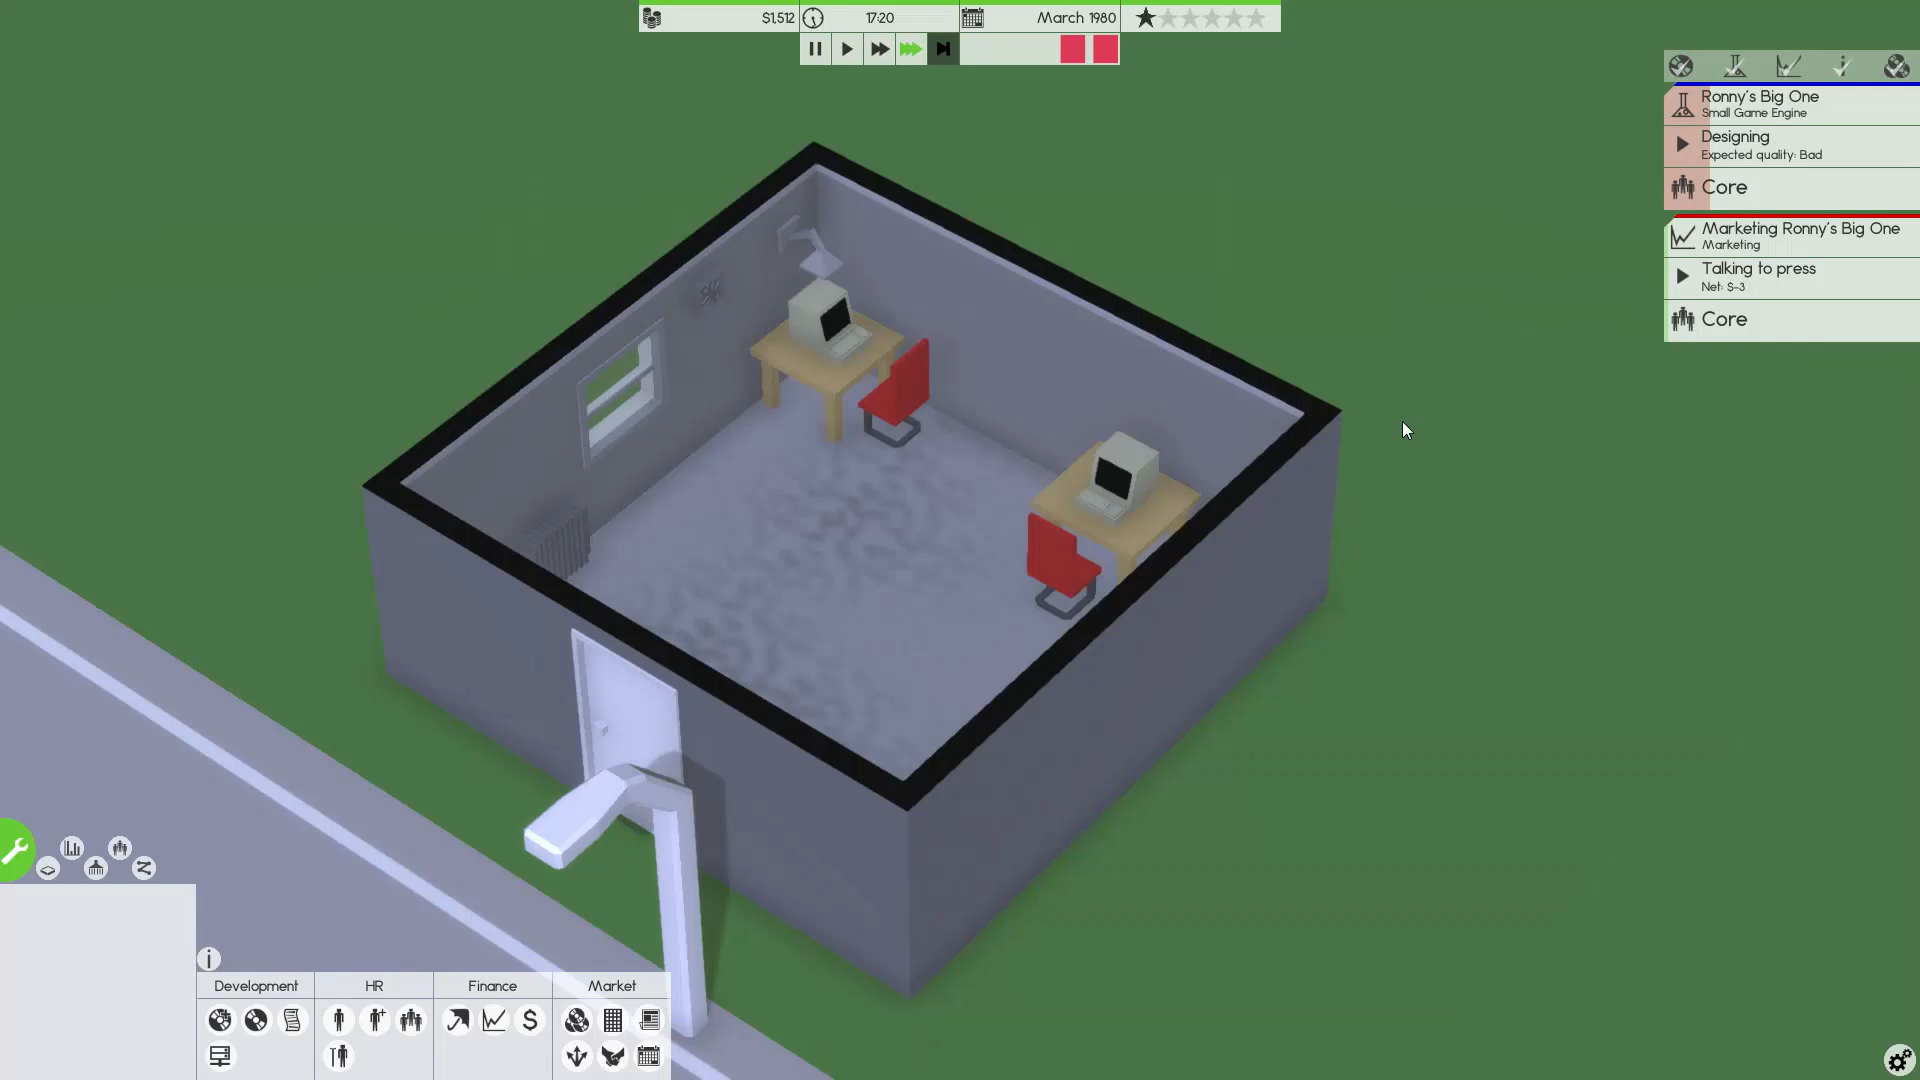 $1,512
17:20
March 1980
Ronny's Big One
Small Game Engine
Designing
Expected quality: Bad
Core
Marketing Ronny's Big One
Marketing
Talking to press
Net: $-3
Core
Development
HR
Finance
Market